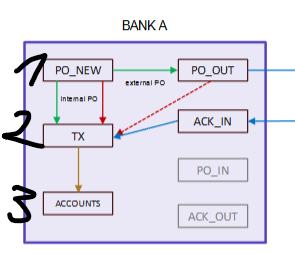 BANK A
1 PO_NEW
PO_OUT
external PO
Internal PO
2 TX
ACK_IN
PO_IN
3 ACCOUNTS
ACK_OUT